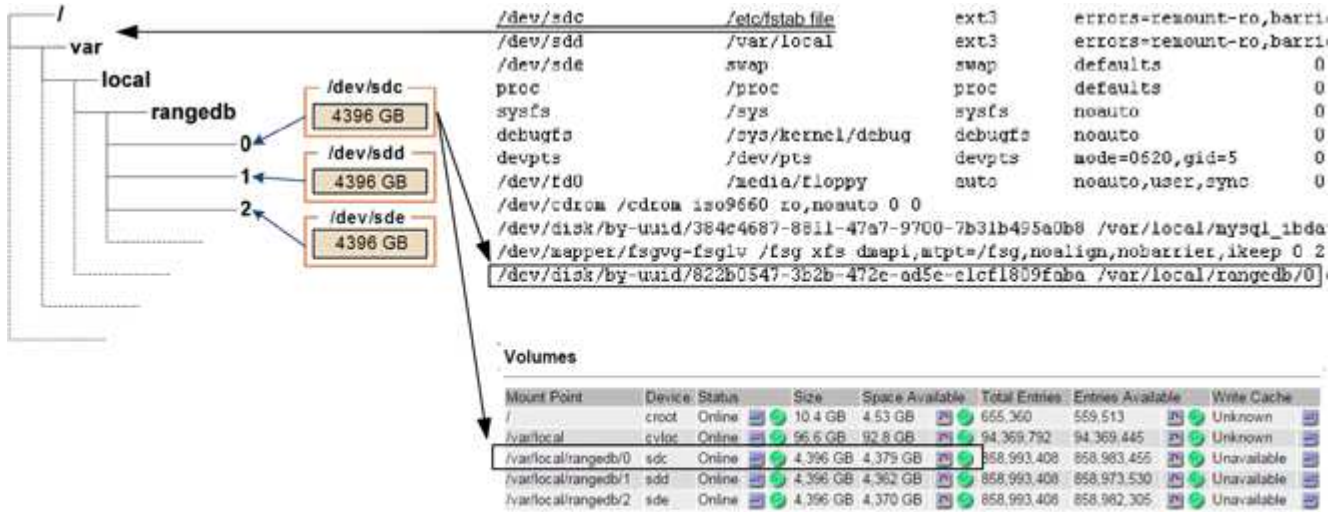 /
var
local
rangedb
0
1
2
/dev/sdc
4396 GB
/dev/sdd
4396 GB
/dev/sde
4396 GB
/dev/sdc /etc/fstab file ext3 errors=remount-ro,barri
/dev/sdd /var/local ext3 errors=remount-ro,barri
/dev/sde swap swap defaults 0
proc /proc proc defaults 0
sysfs /sys sysfs noauto 0
debugfs /sys/kernel/debug debugfs noauto 0
devpts /dev/pts devpts mode=0620,gid=5 0
/dev/fd0 /media/floppy auto noauto,user,sync 0
/dev/cdrom /cdrom iso9660 ro,noauto 0 0
/dev/disk/by-uuid/384c4687-8811-47a7-9700-7b31b495a0b8 /var/local/mysql_ibda
/dev/mapper/fsgvg-fsglv /fsg xfs dmapi,mtpt=/fsg,noalign,nobarrier,ikeep 0 2
/dev/disk/by-uuid/822b0547-3b2b-472e-ad5e-e1cf1809faba /var/local/rangedb/0
Volumes
Mount Point Device Status Size Space Available Total Entries Entries Available Write Cache
/ croot Online 10.4 GB 4.53 GB 655,360 559,513 Unknown
/var/local cvloc Online 96.6 GB 92.8 GB 94,369,792 94,369,445 Unknown
/var/local/rangedb/0 sdc Online 4,396 GB 4,379 GB 858,993,408 858,983,455 Unavailable
/var/local/rangedb/1 sdd Online 4,396 GB 4,362 GB 858,993,408 858,973,530 Unavailable
/var/local/rangedb/2 sde Online 4,396 GB 4,370 GB 858,993,408 858,982,305 Unavailable